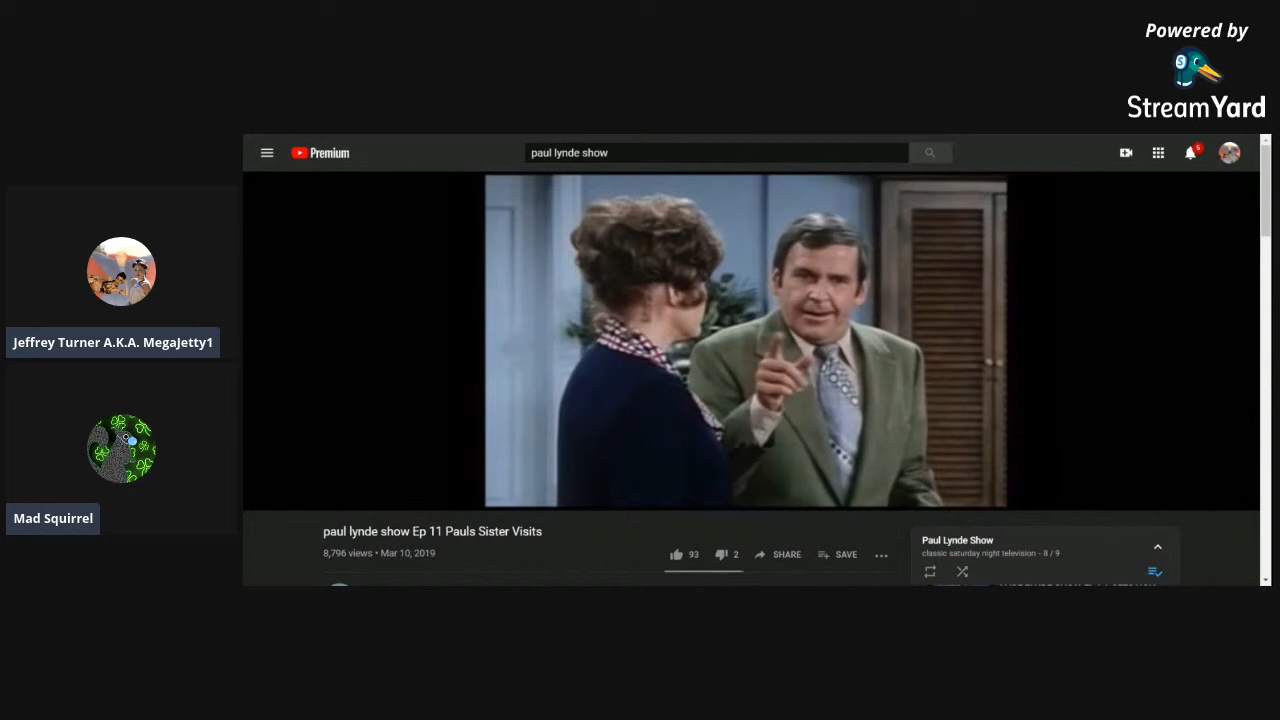 Powered by
StreamYard
Premium
paul lynde show
5
Jeffrey Turner A.K.A. MegaJetty1
Mad Squirrel
paul lynde show Ep 11 Pauls Sister Visits
8,796 views • Mar 10, 2019
93
2
SHARE
SAVE
Paul Lynde Show
classic saturday night television - 8 / 9